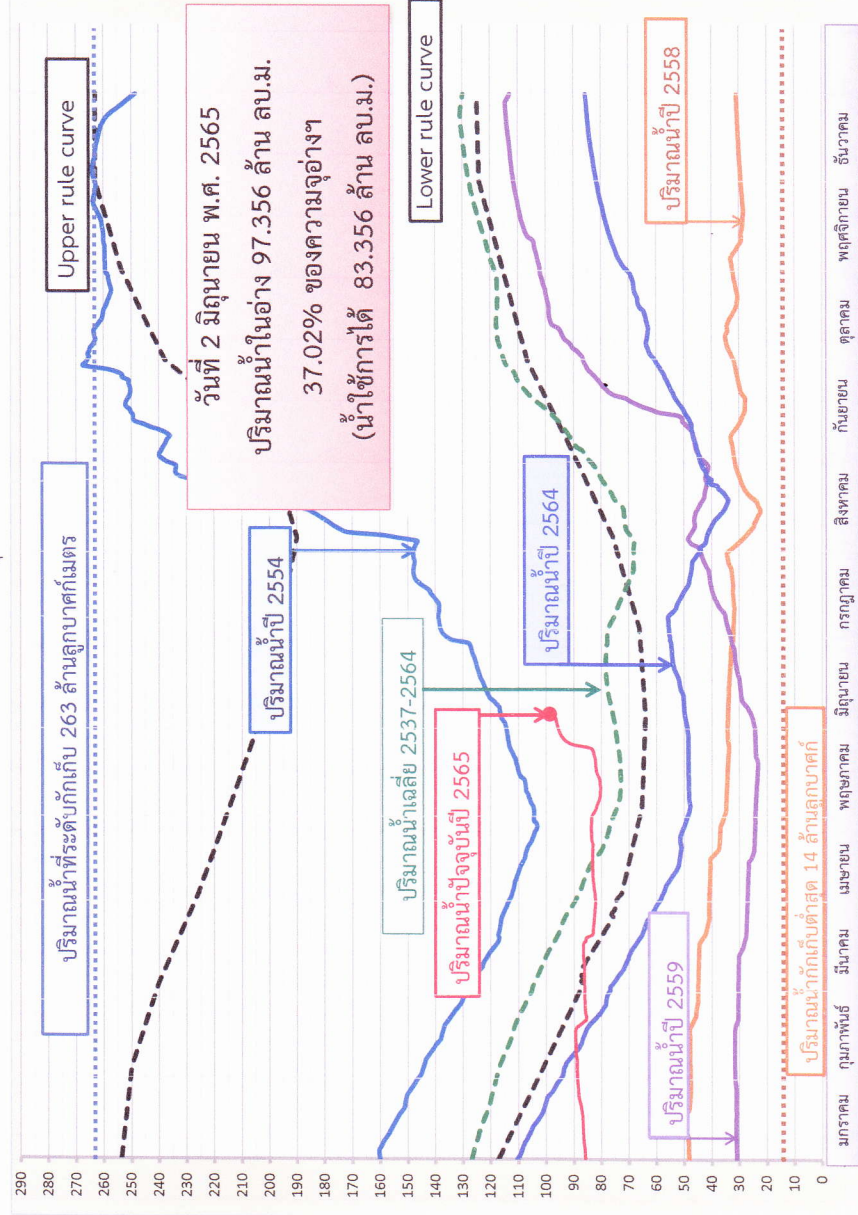 290
280
270
260
250
240
230
220
210
200
190
180
170
160
150
140
130
120
110
100
90
80
70
60
50
40
30
20
10
0
ปริมาณน้ำที่ระดับกักเก็บ 263 ล้านลูกบาศก์เมตร
Upper rule curve
วันที่ 2 มิถุนายน พ.ศ. 2565
ปริมาณน้ำในอ่าง 97.356 ล้าน ลบ.ม.
37.02% ของความจุอ่างฯ
(น้ำใช้การได้ 83.356 ล้าน ลบ.ม.)
ปริมาณน้ำปี 2554
ปริมาณน้ำเฉลี่ย 2537-2564
ปริมาณน้ำปัจจุบันปี 2565
ปริมาณน้ำปี 2564
Lower rule curve
ปริมาณน้ำปี 2558
ปริมาณน้ำปี 2559
ปริมาณน้ำกักเก็บต่ำสุด 14 ล้านลูกบาศก์
มกราคม กุมภาพันธ์ มีนาคม เมษายน พฤษภาคม มิถุนายน กรกฎาคม สิงหาคม กันยายน ตุลาคม พฤศจิกายน ธันวาคม